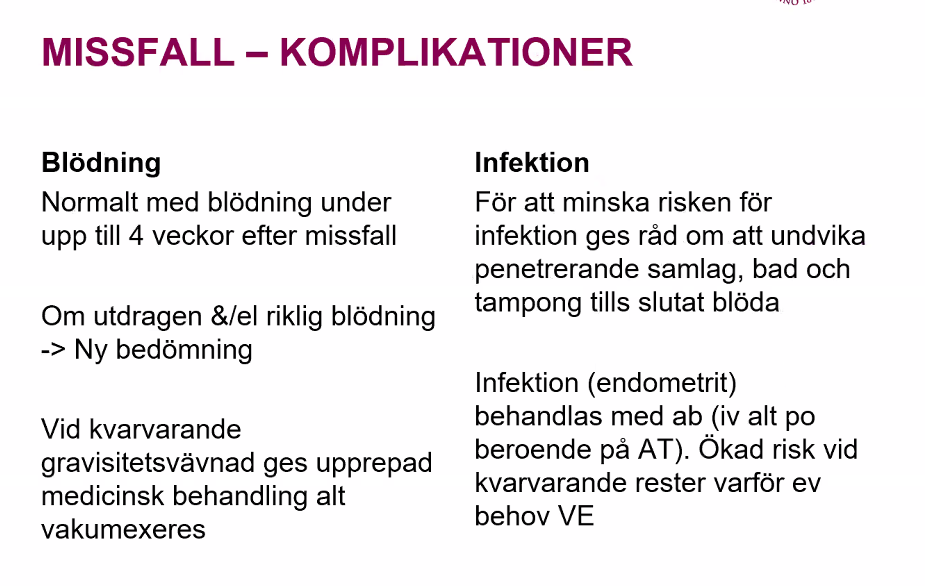 MISSFALL – KOMPLIKATIONER
Blödning
Normalt med blödning under
upp till 4 veckor efter missfall
Om utdragen &/el riklig blödning
-> Ny bedömning
Vid kvarvarande
gravisitetsvävnad ges upprepad
medicinsk behandling alt
vakumexeres
Infektion
För att minska risken för
infektion ges råd om att undvika
penetrerande samlag, bad och
tampong tills slutat blöda
Infektion (endometrit)
behandlas med ab (iv alt po
beroende på AT). Ökad risk vid
kvarvarande rester varför ev
behov VE